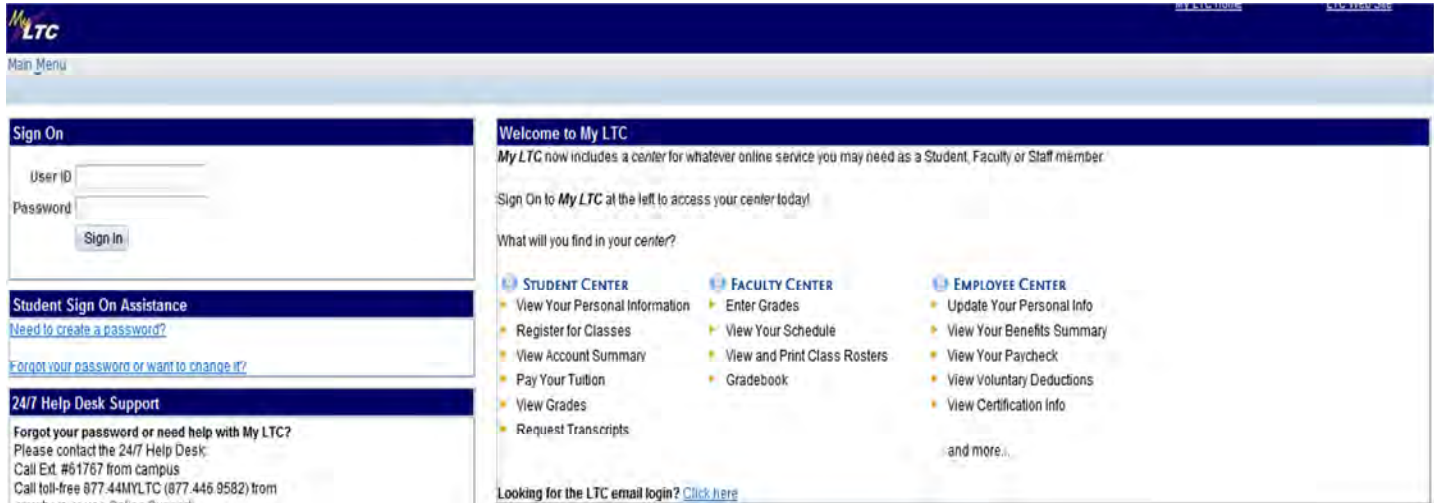 My LTC Home
LTC Web Site
My LTC
Main Menu
Sign On
User ID
Password
Sign In
Student Sign On Assistance
Need to create a password?
Forgot your password or want to change it?
24/7 Help Desk Support
Forgot your password or need help with My LTC?
Please contact the 24/7 Help Desk:
Call Ext. #61767 from campus
Call toll-free 877.44MYLTC (877.446.9582) from
Welcome to My LTC
My LTC now includes a center for whatever online service you may need as a Student, Faculty or Staff member.
Sign On to My LTC at the left to access your center today!
What will you find in your center?
STUDENT CENTER
View Your Personal Information
Register for Classes
View Account Summary
Pay Your Tuition
View Grades
Request Transcripts
FACULTY CENTER
Enter Grades
View Your Schedule
View and Print Class Rosters
Gradebook
EMPLOYEE CENTER
Update Your Personal Info
View Your Benefits Summary
View Your Paycheck
View Voluntary Deductions
View Certification Info
and more...
Looking for the LTC email login? Click here